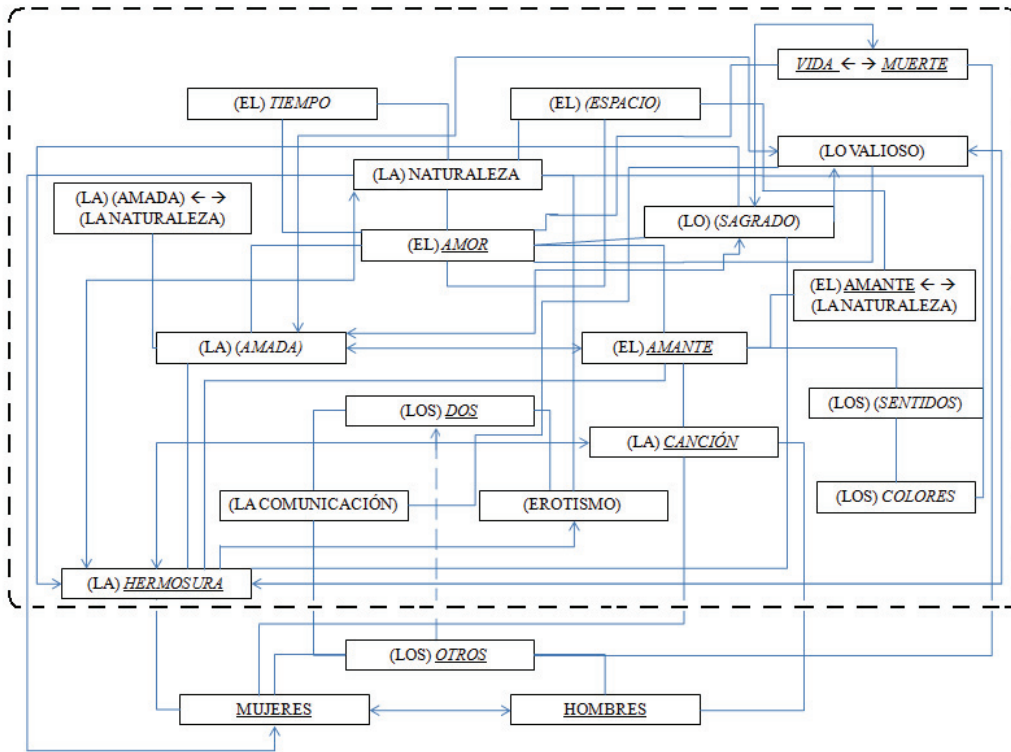 VIDA ← → MUERTE
(EL) TIEMPO
(EL) (ESPACIO)
(LO VALIOSO)
(LA) NATURALEZA
(LA) (AMADA) ← →
(LA NATURALEZA)
(LO) (SAGRADO)
(EL) AMOR
(EL) AMANTE ← →
(LA NATURALEZA)
(LA) (AMADA)
(EL) AMANTE
(LOS) (SENTIDOS)
(LOS) DOS
(LA) CANCIÓN
(LA COMUNICACIÓN)
(EROTISMO)
(LOS) COLORES
(LA) HERMOSURA
(LOS) OTROS
MUJERES
HOMBRES